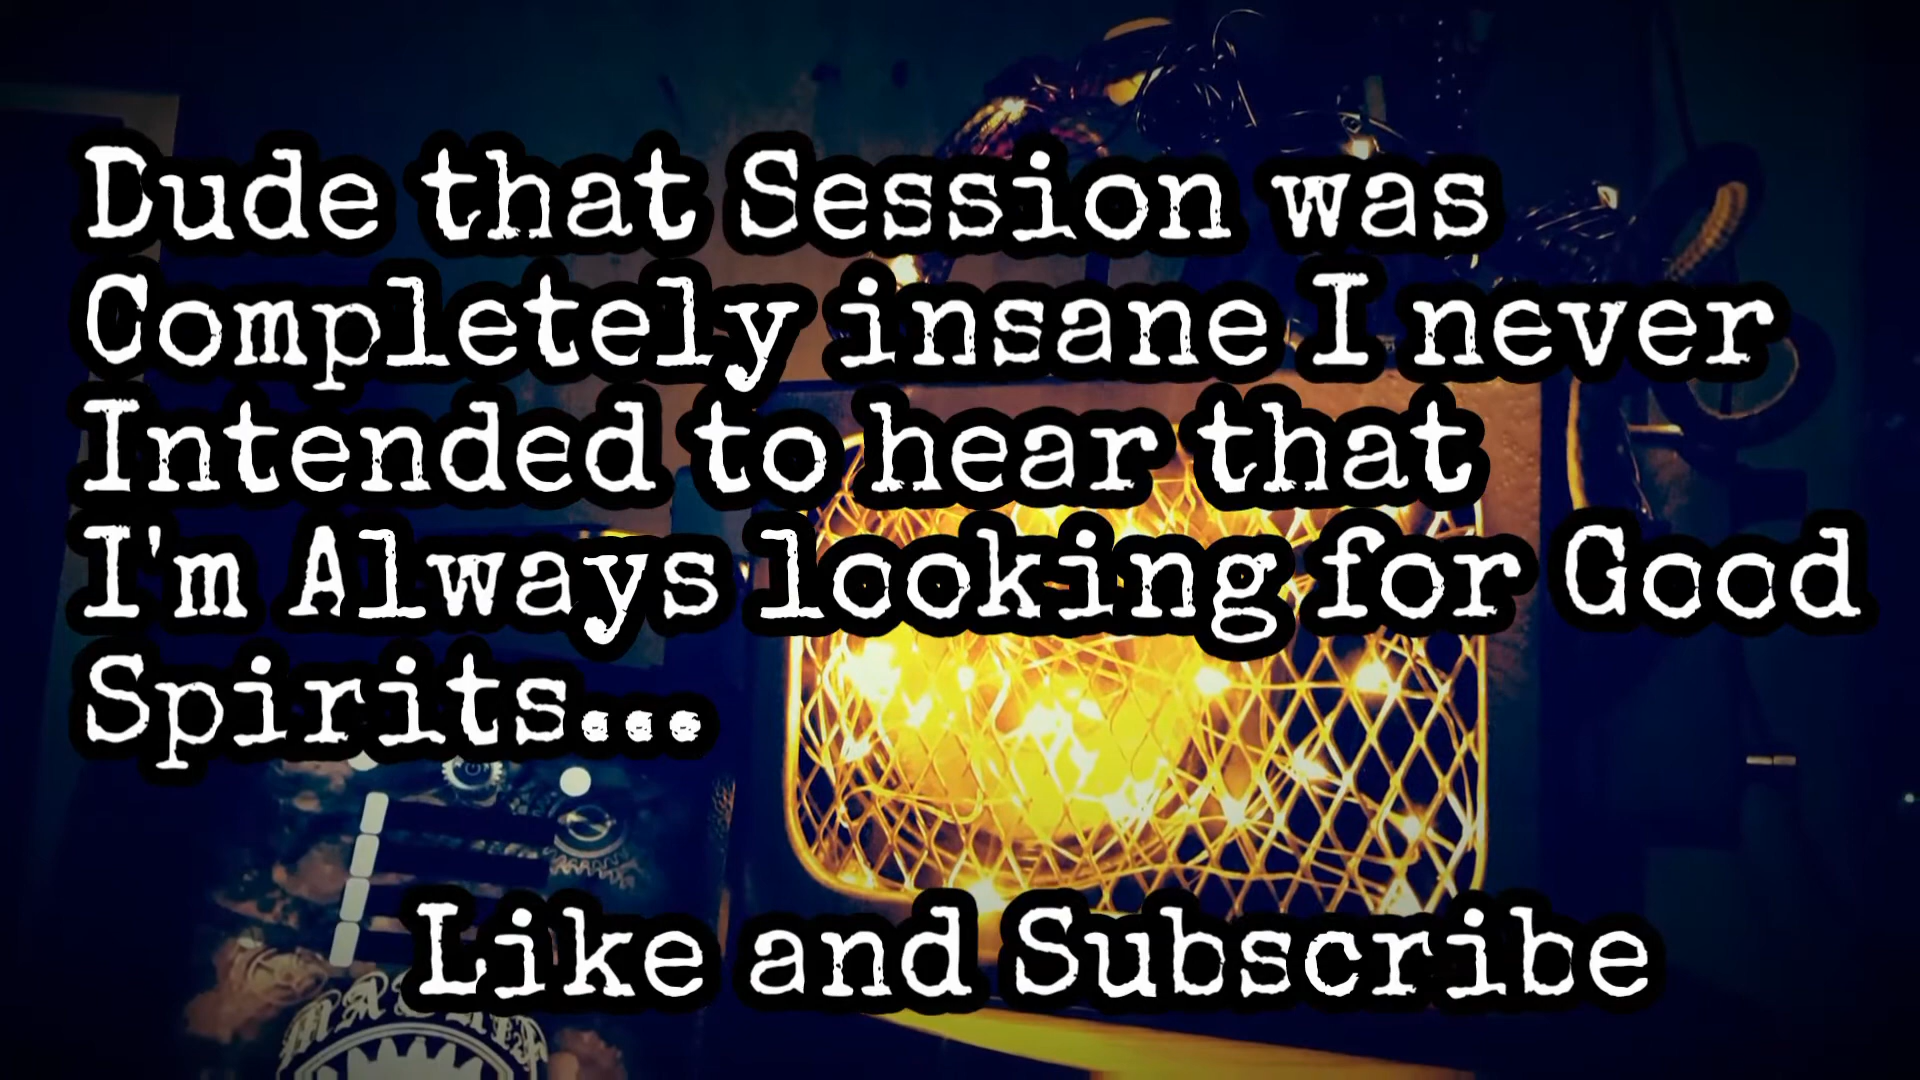 Dude that Session was
Completely insane I never
Intended to hear that
I'm Always looking for Good
Spirits...
Like and Subscribe